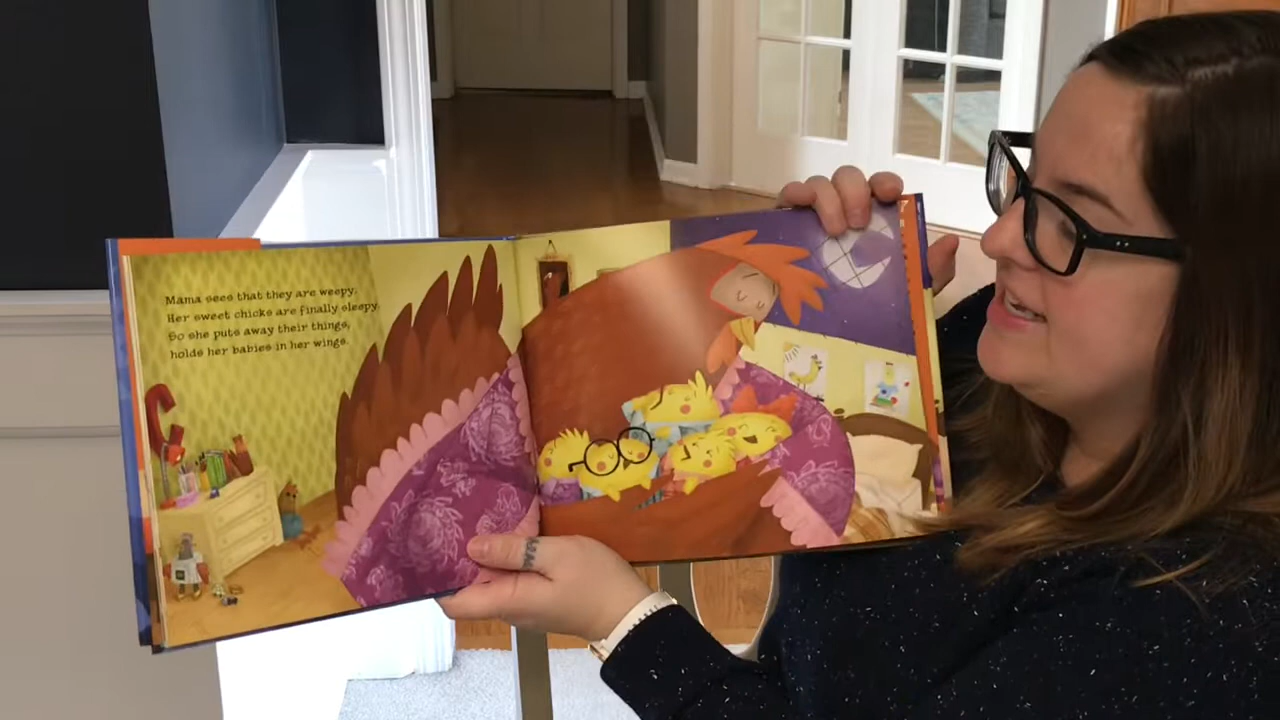 Mama sees that they are weepy.
Her sweet chicks are finally sleepy.
So she puts away their things,
holds her babies in her wings.